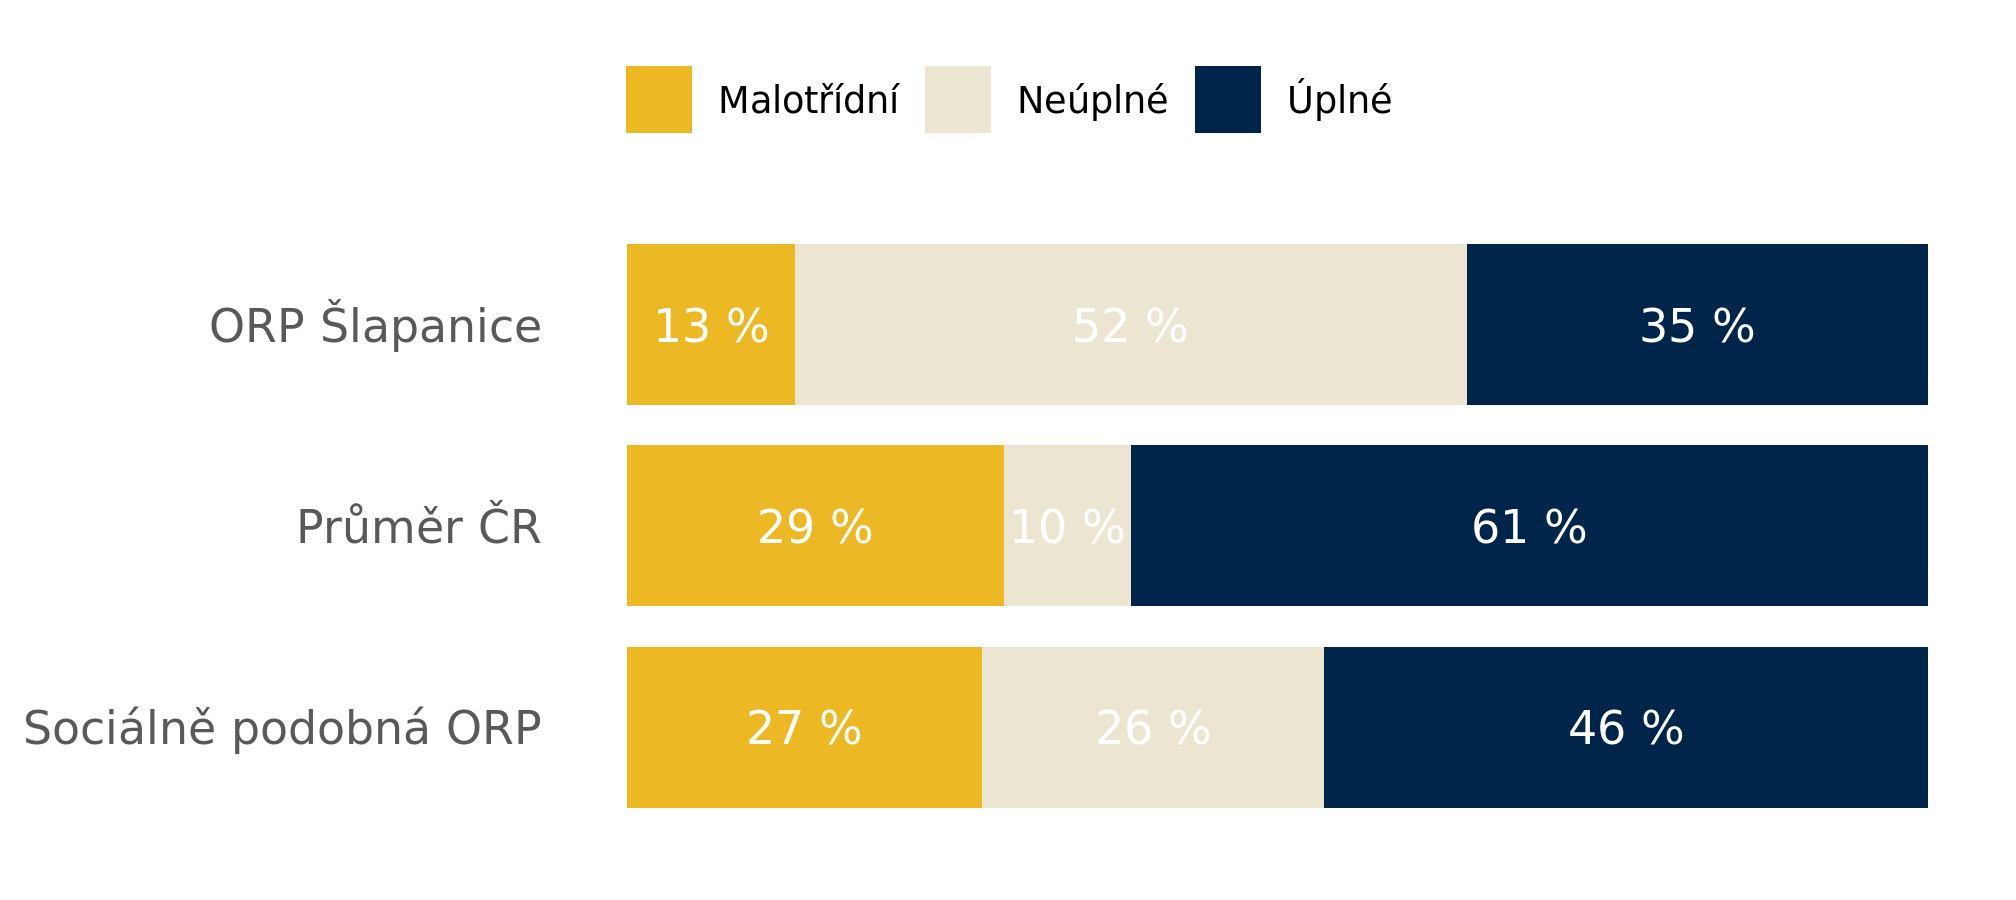 Malotřídní Neúplné Úplné
ORP Šlapanice 13 % 52 % 35 %
Průměr ČR 29 % 10 % 61 %
Sociálně podobná ORP 27 % 26 % 46 %